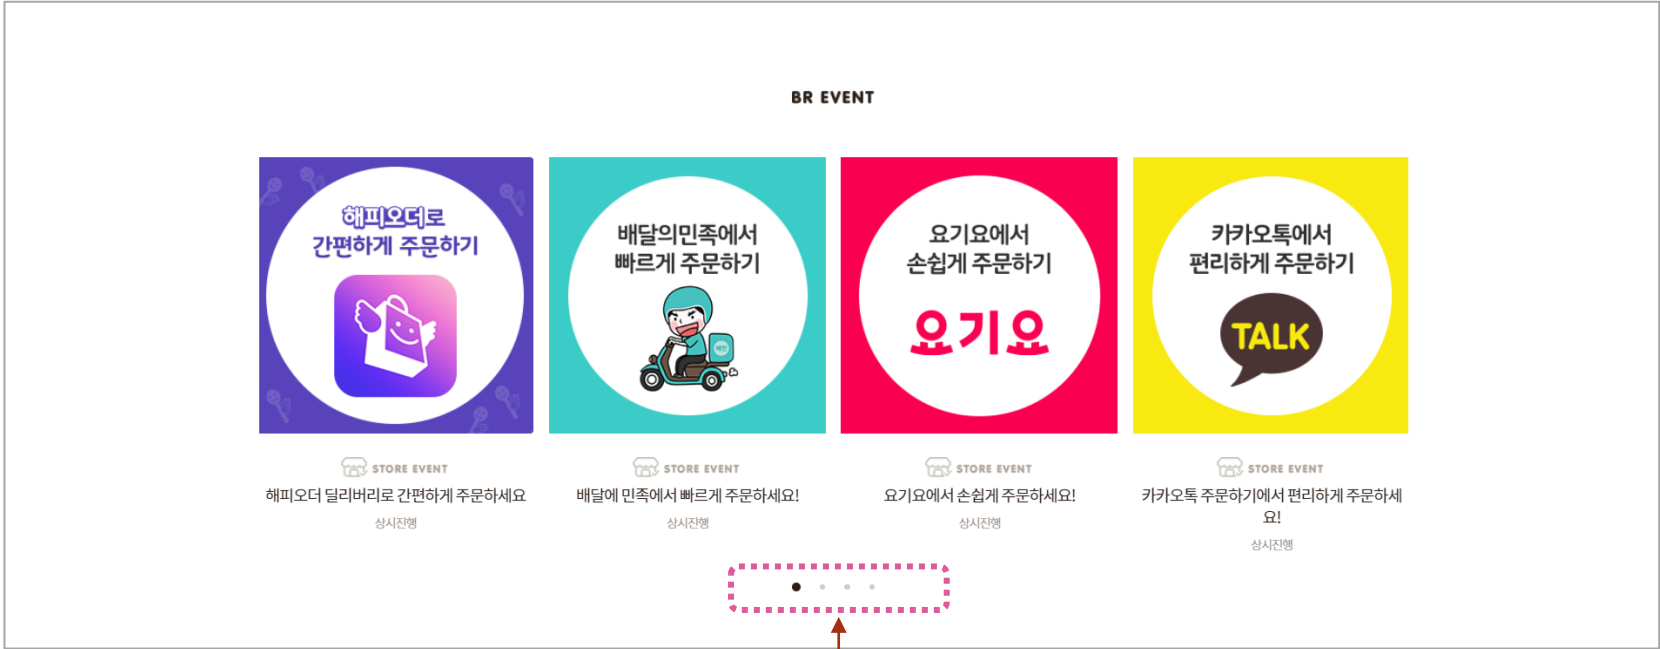 BR EVENT
해피오더로
간편하게 주문하기
배달의민족에서
빠르게 주문하기
배민
요기요에서
손쉽게 주문하기
요기요
카카오톡에서
편리하게 주문하기
TALK
STORE EVENT
해피오더 딜리버리로 간편하게 주문하세요
상시진행
STORE EVENT
배달에 민족에서 빠르게 주문하세요!
상시진행
STORE EVENT
요기요에서 손쉽게 주문하세요!
상시진행
STORE EVENT
카카오톡 주문하기에서 편리하게 주문하세
요!
상시진행